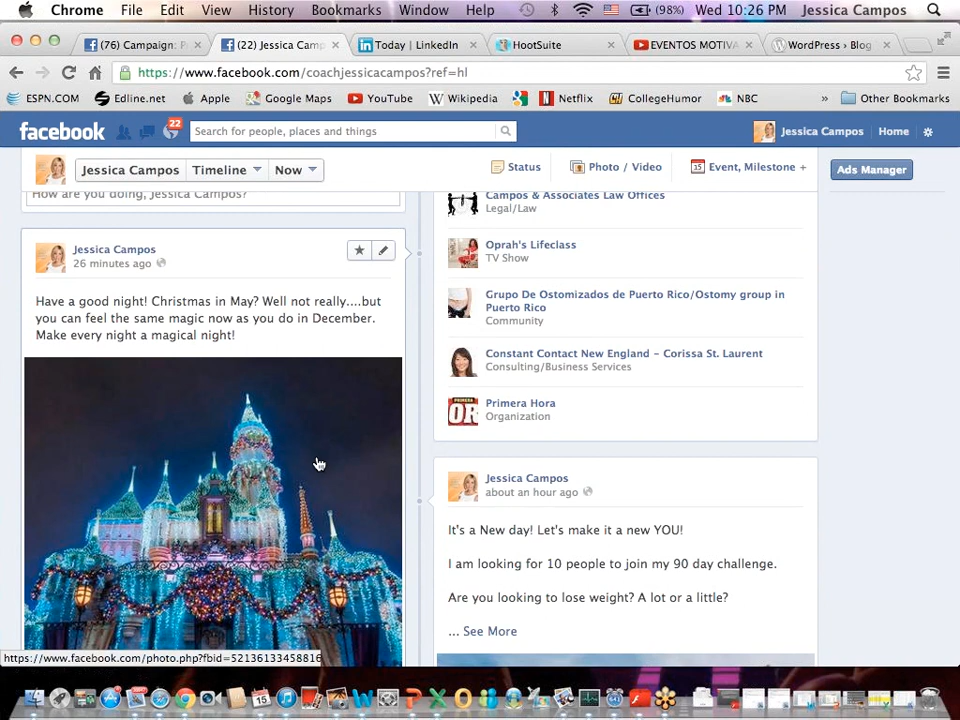 Chrome File Edit View History Bookmarks Window Help (98%) Wed 10:26 PM Jessica Campos
(76) Campaign: P
(22) Jessica Camp
Today | LinkedIn
HootSuite
EVENTOS MOTIVA
WordPress › Blog
https://www.facebook.com/coachjessicacampos?ref=hl
ESPN.COM Edline.net Apple Google Maps YouTube Wikipedia Netflix CollegeHumor NBC » Other Bookmarks
facebook 22 Search for people, places and things Jessica Campos Home
Jessica Campos Timeline Now Status Photo / Video 31 Event, Milestone + Ads Manager
How are you doing, Jessica Campos?
Jessica Campos
26 minutes ago
Have a good night! Christmas in May? Well not really....but
you can feel the same magic now as you do in December.
Make every night a magical night!
Campos & Associates Law Offices
Legal/Law
Oprah's Lifeclass
TV Show
Grupo De Ostomizados de Puerto Rico/Ostomy group in
Puerto Rico
Community
Constant Contact New England – Corissa St. Laurent
Consulting/Business Services
PRIMERA
OR
Primera Hora
Organization
Jessica Campos
about an hour ago
It's a New day! Let's make it a new YOU!
I am looking for 10 people to join my 90 day challenge.
Are you looking to lose weight? A lot or a little?
... See More
https://www.facebook.com/photo.php?fbid=52136133458816
15